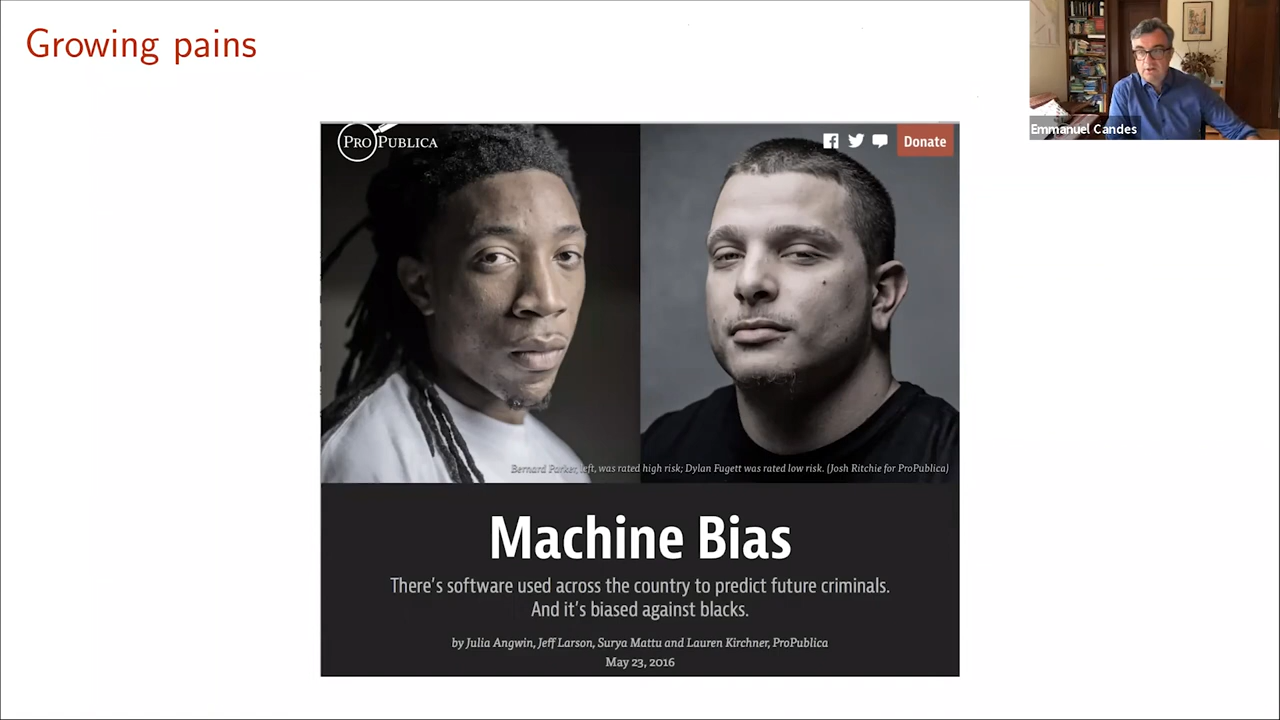 Growing pains
Emmanuel Candes
PROPUBLICA
Donate
Bernard Parker, left, was rated high risk; Dylan Fugett was rated low risk. (Josh Ritchie for ProPublica)
Machine Bias
There's software used across the country to predict future criminals.
And it's biased against blacks.
by Julia Angwin, Jeff Larson, Surya Mattu and Lauren Kirchner, ProPublica
May 23, 2016